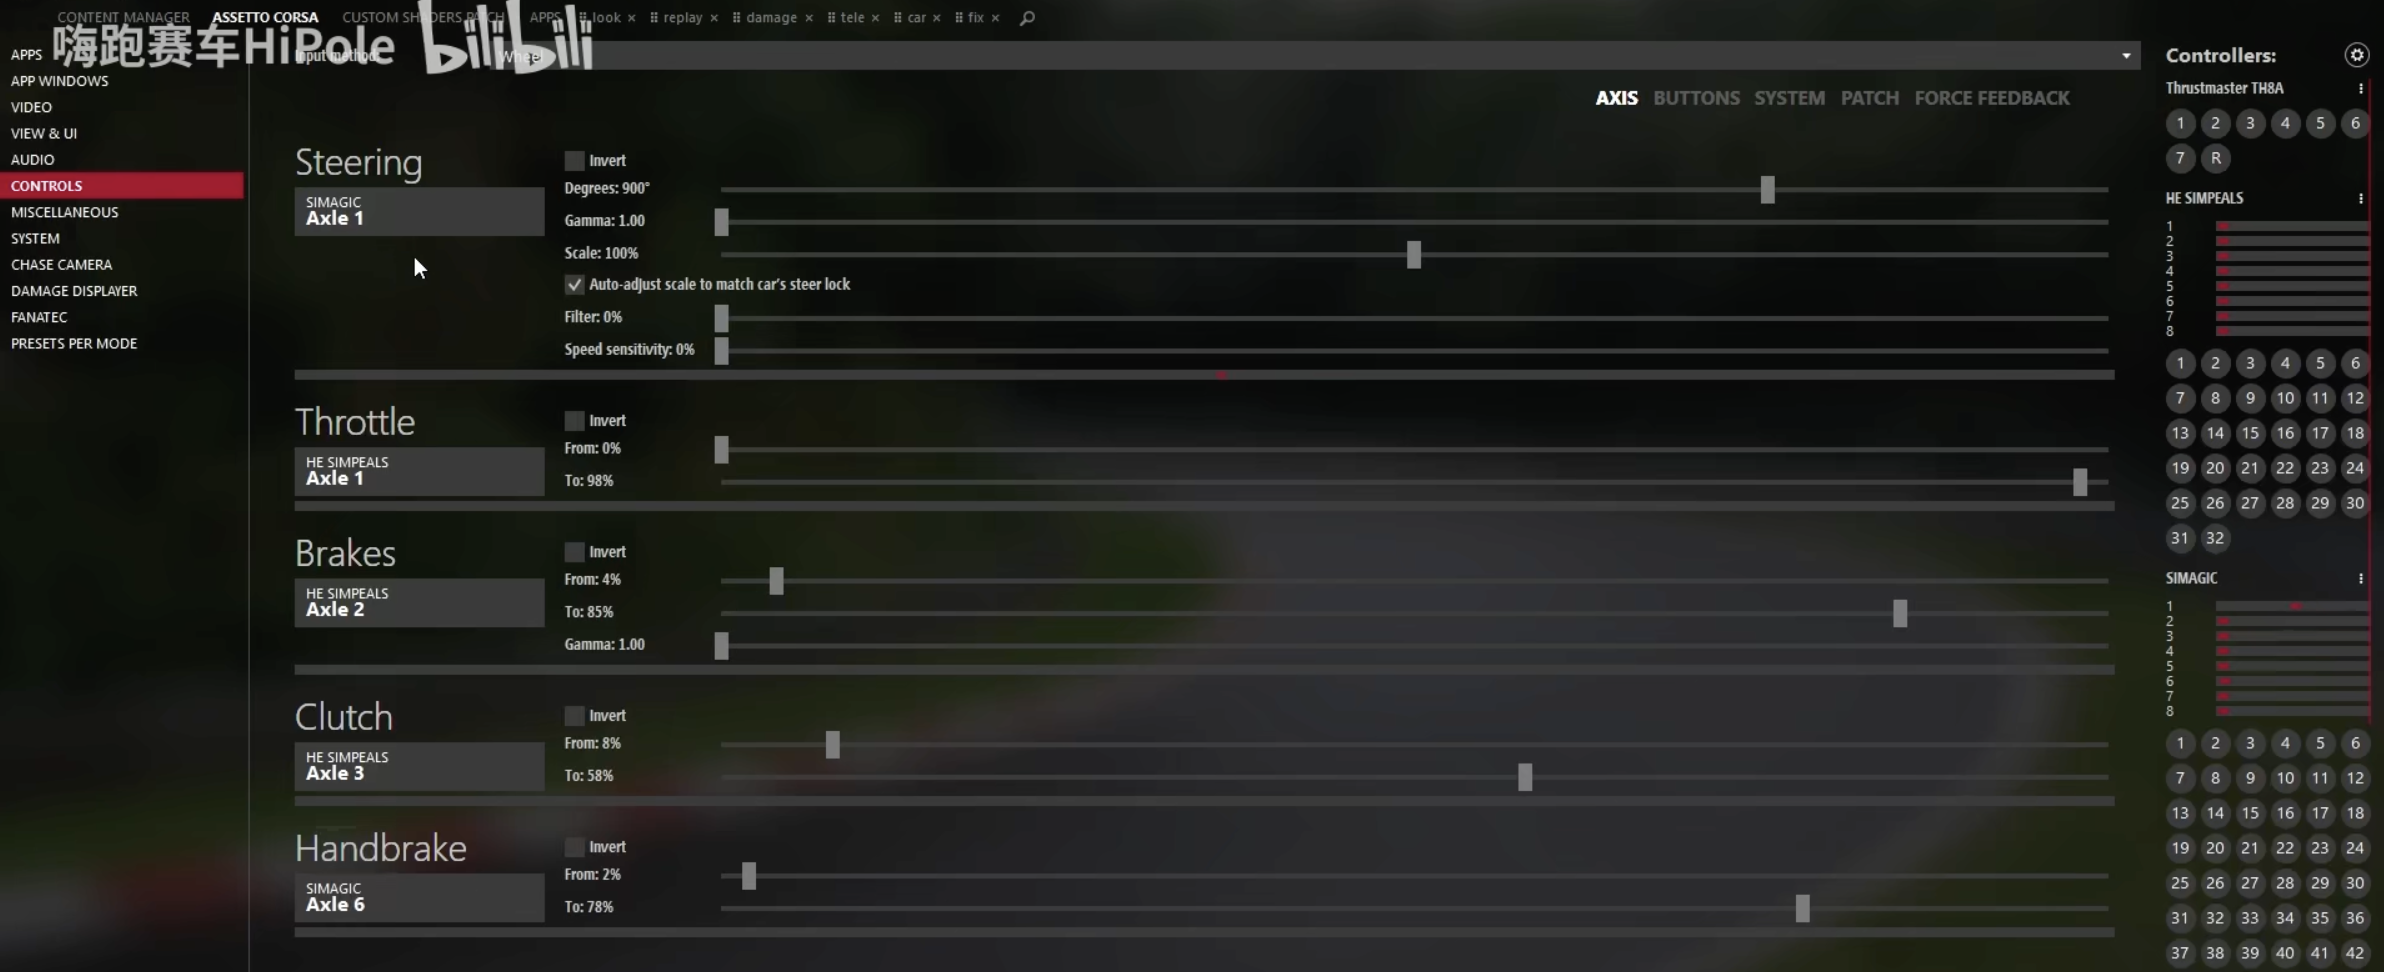 CONTENT MANAGER ASSETTO CORSA CUSTOM SHADERS PATCH APPS look × replay × damage × tele × car × fix ×
嗨跑赛车HiPole bilibili
Input method: Wheel
APPS
APP WINDOWS
VIDEO
VIEW & UI
AUDIO
CONTROLS
MISCELLANEOUS
SYSTEM
CHASE CAMERA
DAMAGE DISPLAYER
FANATEC
PRESETS PER MODE
AXIS BUTTONS SYSTEM PATCH FORCE FEEDBACK
Steering
SIMAGIC
Axle 1
Invert
Degrees: 900°
Gamma: 1.00
Scale: 100%
Auto-adjust scale to match car's steer lock
Filter: 0%
Speed sensitivity: 0%
Throttle
HE SIMPEALS
Axle 1
Invert
From: 0%
To: 98%
Brakes
HE SIMPEALS
Axle 2
Invert
From: 4%
To: 85%
Gamma: 1.00
Clutch
HE SIMPEALS
Axle 3
Invert
From: 8%
To: 58%
Handbrake
SIMAGIC
Axle 6
Invert
From: 2%
To: 78%
Controllers:
Thrustmaster TH8A
1 2 3 4 5 6
7 R
HE SIMPEALS
1
2
3
4
5
6
7
8
1 2 3 4 5 6
7 8 9 10 11 12
13 14 15 16 17 18
19 20 21 22 23 24
25 26 27 28 29 30
31 32
SIMAGIC
1
2
3
4
5
6
7
8
1 2 3 4 5 6
7 8 9 10 11 12
13 14 15 16 17 18
19 20 21 22 23 24
25 26 27 28 29 30
31 32 33 34 35 36
37 38 39 40 41 42